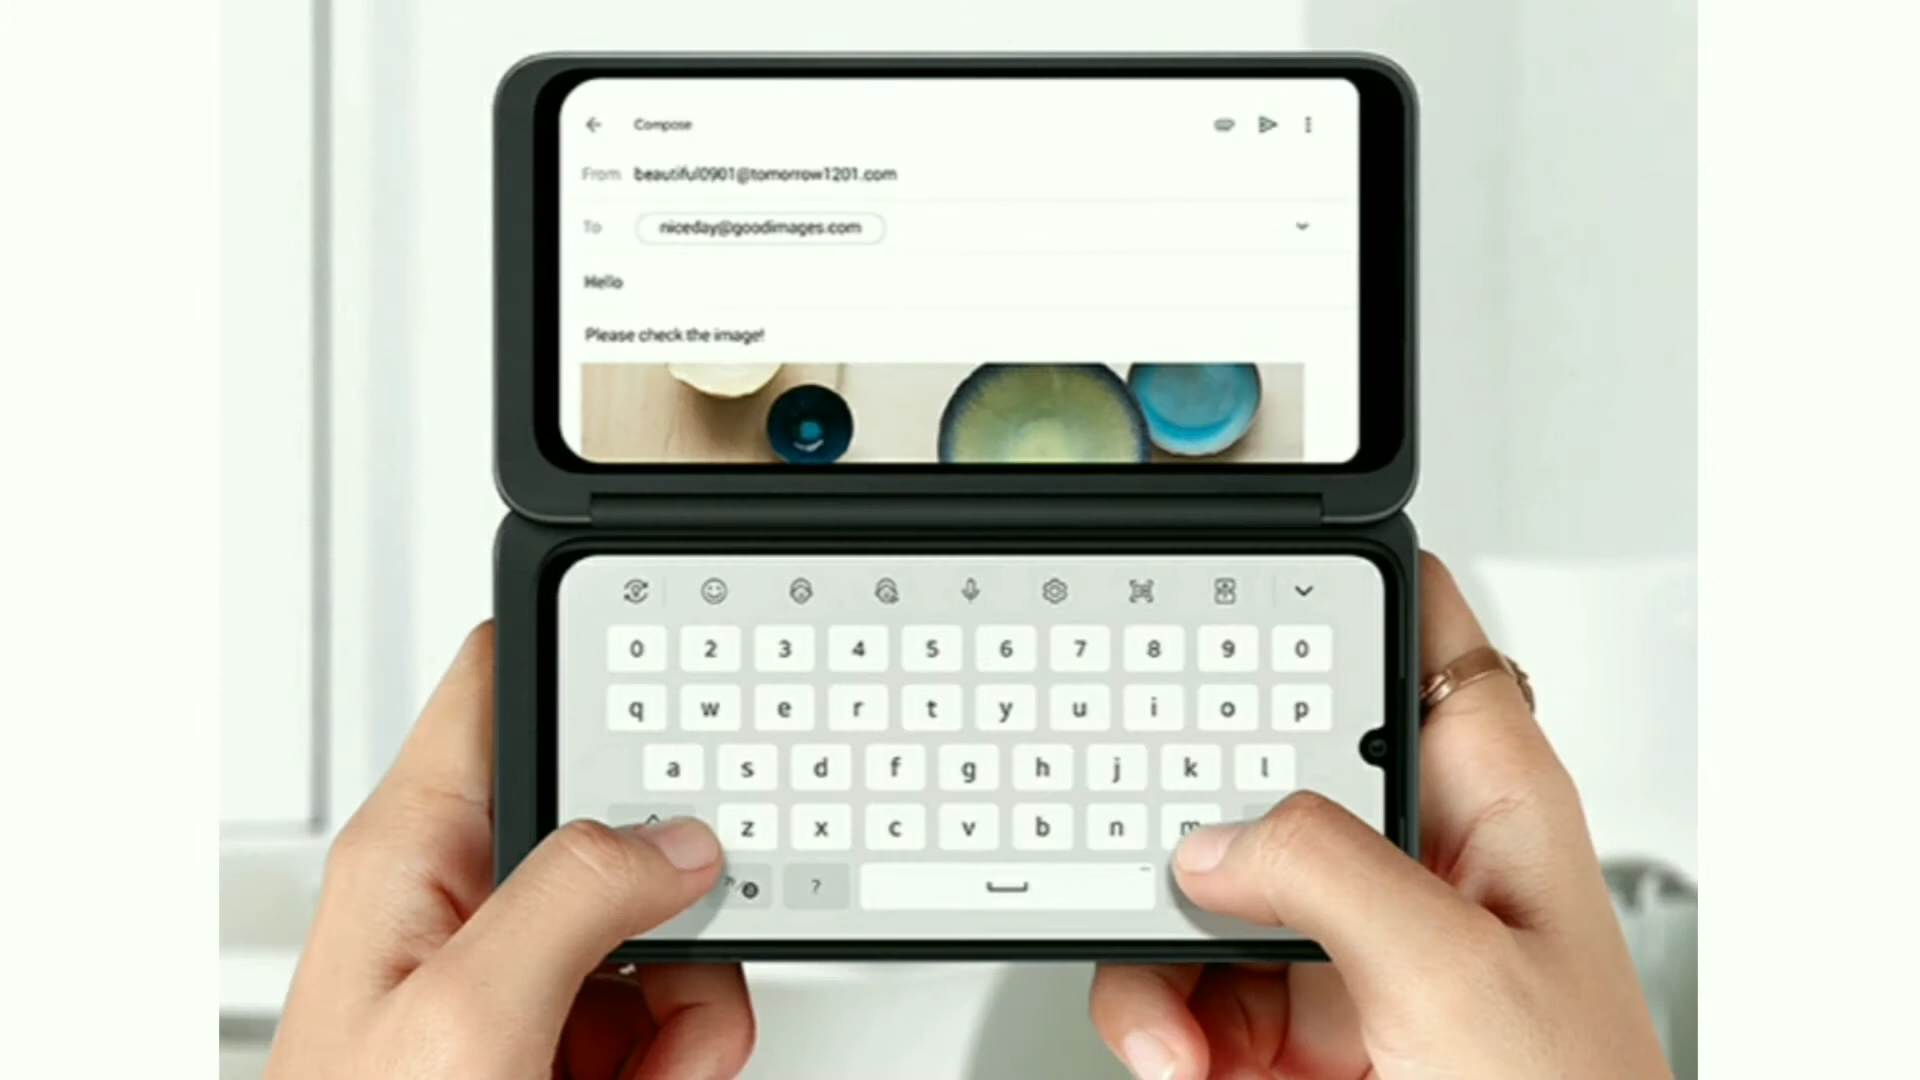 Compose
From beautiful0901@tomorrow1201.com
To niceday@goodimages.com
Hello
Please check the image!
0 2 3 4 5 6 7 8 9 0
q w e r t y u i o p
a s d f g h j k l
z x c v b n m
?